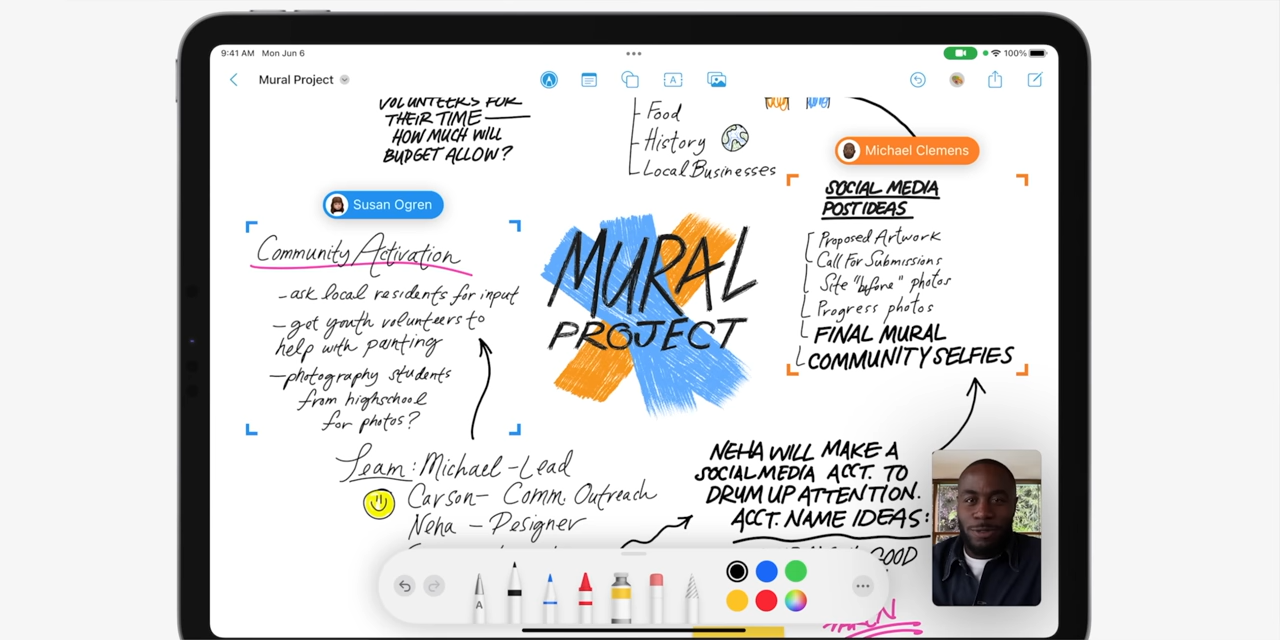 9:41 AM Mon Jun 6
100%
Mural Project
A
VOLUNTEERS FOR
THEIR TIME
HOW MUCH WILL
BUDGET ALLOW?
Food
History
Local Businesses
Michael Clemens
SOCIAL MEDIA
POST IDEAS
Proposed Artwork
Call For Submissions
Site "before" photos
Progress photos
FINAL MURAL
COMMUNITY SELFIES
Susan Ogren
Community Activation
- ask local residents for input
- got youth volunteers to
help with painting
- photography students
from highschool
for photos?
MURAL
PROJECT
Team: Michael - Lead
Carson - Comm. Outreach
Neha - Designer
NEHA WILL MAKE A
SOCIAL MEDIA ACCT. TO
DRUM UP ATTENTION.
ACCT. NAME IDEAS:
GOOD
A